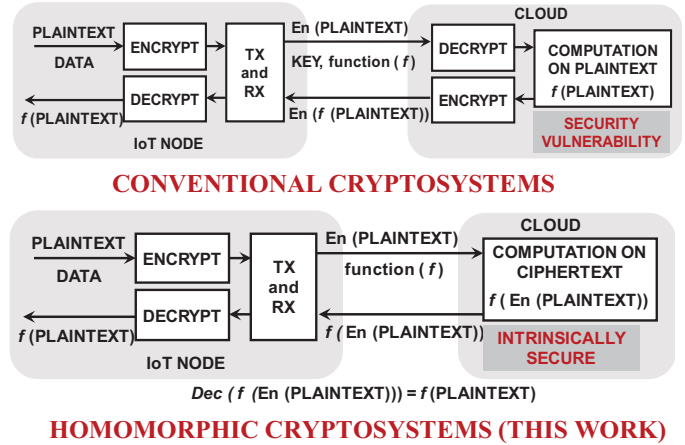 CLOUD
PLAINTEXT
DATA
ENCRYPT
DECRYPT
f (PLAINTEXT)
TX
and
RX
IoT NODE
En (PLAINTEXT)
KEY, function ( f )
En (f (PLAINTEXT))
DECRYPT
ENCRYPT
COMPUTATION
ON PLAINTEXT
f (PLAINTEXT)
SECURITY
VULNERABILITY
CONVENTIONAL CRYPTOSYSTEMS
CLOUD
PLAINTEXT
DATA
ENCRYPT
DECRYPT
f (PLAINTEXT)
TX
and
RX
IoT NODE
En (PLAINTEXT)
function ( f )
f (En (PLAINTEXT))
COMPUTATION ON
CIPHERTEXT
f ( En (PLAINTEXT))
INTRINSICALLY
SECURE
Dec ( f (En (PLAINTEXT))) = f (PLAINTEXT)
HOMOMORPHIC CRYPTOSYSTEMS (THIS WORK)